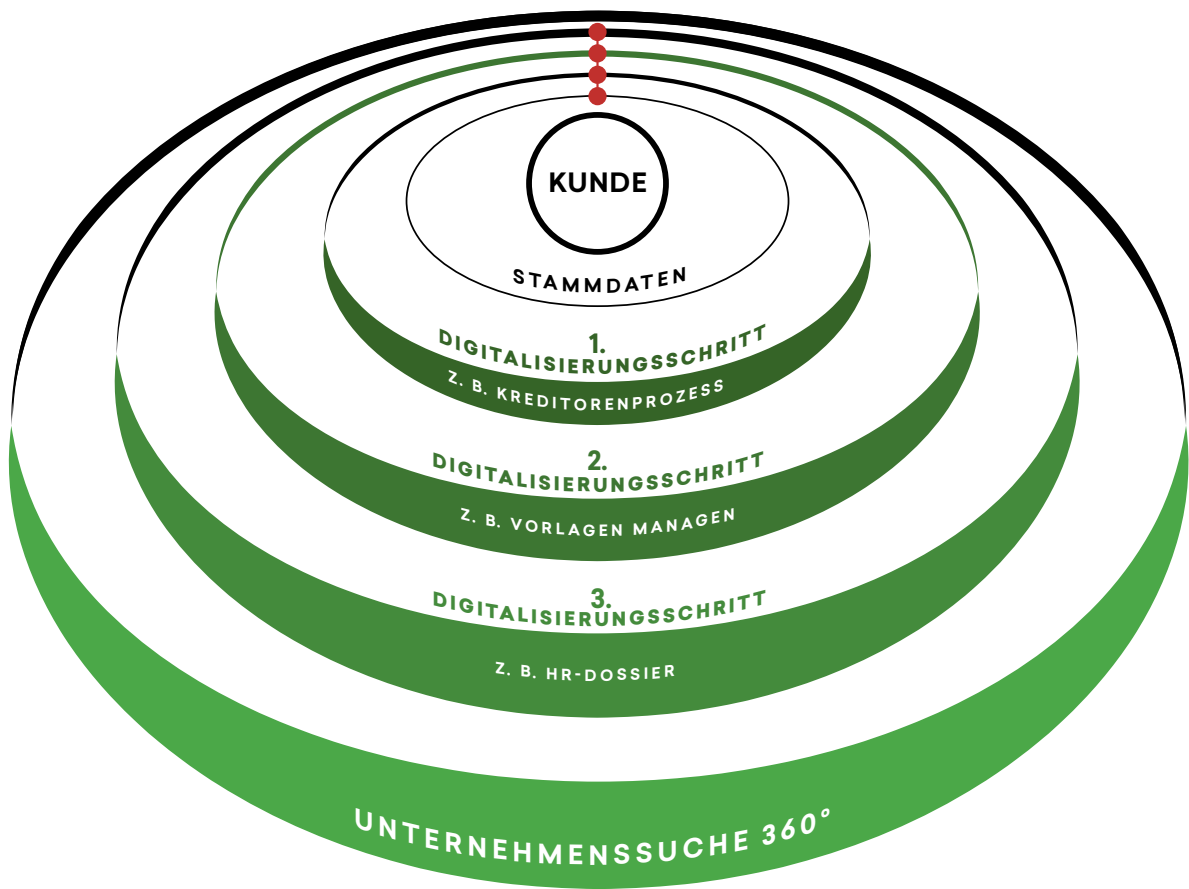 KUNDE
STAMMDATEN
1.
DIGITALISIERUNGSSCHRITT
Z. B. KREDITORENPROZESS
2.
DIGITALISIERUNGSSCHRITT
Z. B. VORLAGEN MANAGEN
3.
DIGITALISIERUNGSSCHRITT
Z. B. HR-DOSSIER
UNTERNEHMENSSUCHE 360°